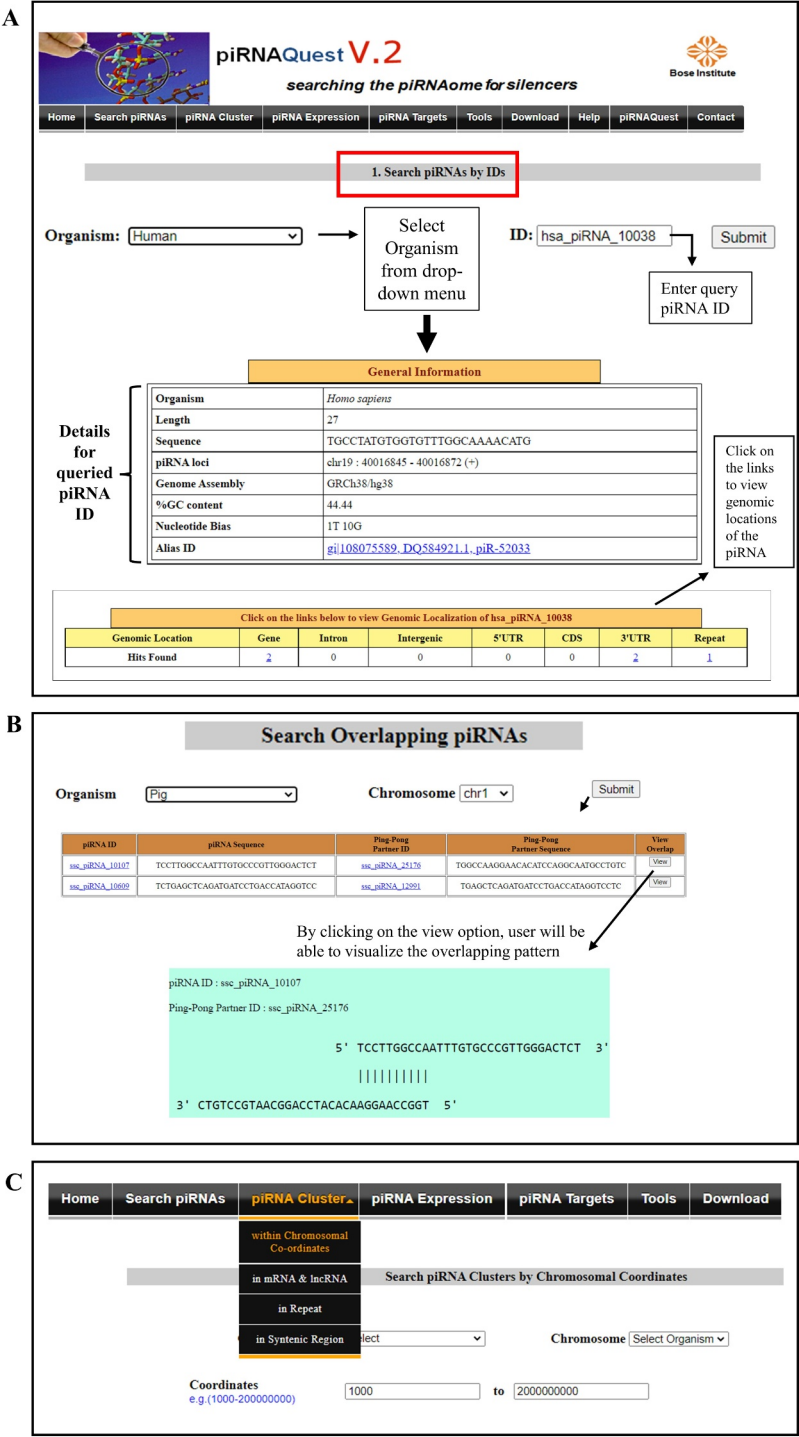 A
piRNAQuest V.2
searching the piRNAome for silencers
Bose Institute
Home Search piRNAs piRNA Cluster piRNA Expression piRNA Targets Tools Download Help piRNAQuest Contact
1. Search piRNAs by IDs
Organism: Human
Select
Organism
from drop-
down menu
ID: hsa_piRNA_10038 Submit
Enter query
piRNA ID
General Information
Details
for
queried
piRNA
ID
Organism Homo sapiens
Length 27
Sequence TGCCTATGTGGTGTTTGGCAAAACATG
piRNA loci chr19 : 40016845 - 40016872 (+)
Genome Assembly GRCh38/hg38
%GC content 44.44
Nucleotide Bias 1T 10G
Alias ID gi|108075589, DQ584921.1, piR-52033
Click on
the links
to view
genomic
locations
of the
piRNA
Click on the links below to view Genomic Localization of hsa_piRNA_10038
Genomic Location Gene Intron Intergenic 5'UTR CDS 3'UTR Repeat
Hits Found 2 0 0 0 0 2 1
B
Search Overlapping piRNAs
Organism Pig Chromosome chr1 Submit
piRNA ID piRNA Sequence Ping-Pong Partner ID Ping-Pong Partner Sequence View Overlap
ssc_piRNA_10107 TCCTTGGCCAATTTGTGCCCGTTGGGACTCT ssc_piRNA_25176 TGGCCAAGGAACACATCCAGGCAATGCCTGTC View
ssc_piRNA_10609 TCTGAGCTCAGATGATCCTGACCATAGGTCC ssc_piRNA_12991 TGAGCTCAGATGATCCTGACCATAGGTCCTC View
By clicking on the view option, user will be
able to visualize the overlapping pattern
piRNA ID : ssc_piRNA_10107
Ping-Pong Partner ID : ssc_piRNA_25176
5' TCCTTGGCCAATTTGTGCCCGTTGGGACTCT 3'
||||||||||
3' CTGTCCGTAACGGACCTACACAAGGAACCGGT 5'
C
Home Search piRNAs piRNA Cluster piRNA Expression piRNA Targets Tools Download
within Chromosomal
Co-ordinates
in mRNA & lncRNA
in Repeat
in Syntenic Region
Search piRNA Clusters by Chromosomal Coordinates
elect Chromosome Select Organism
Coordinates 1000 to 2000000000
e.g.(1000-200000000)